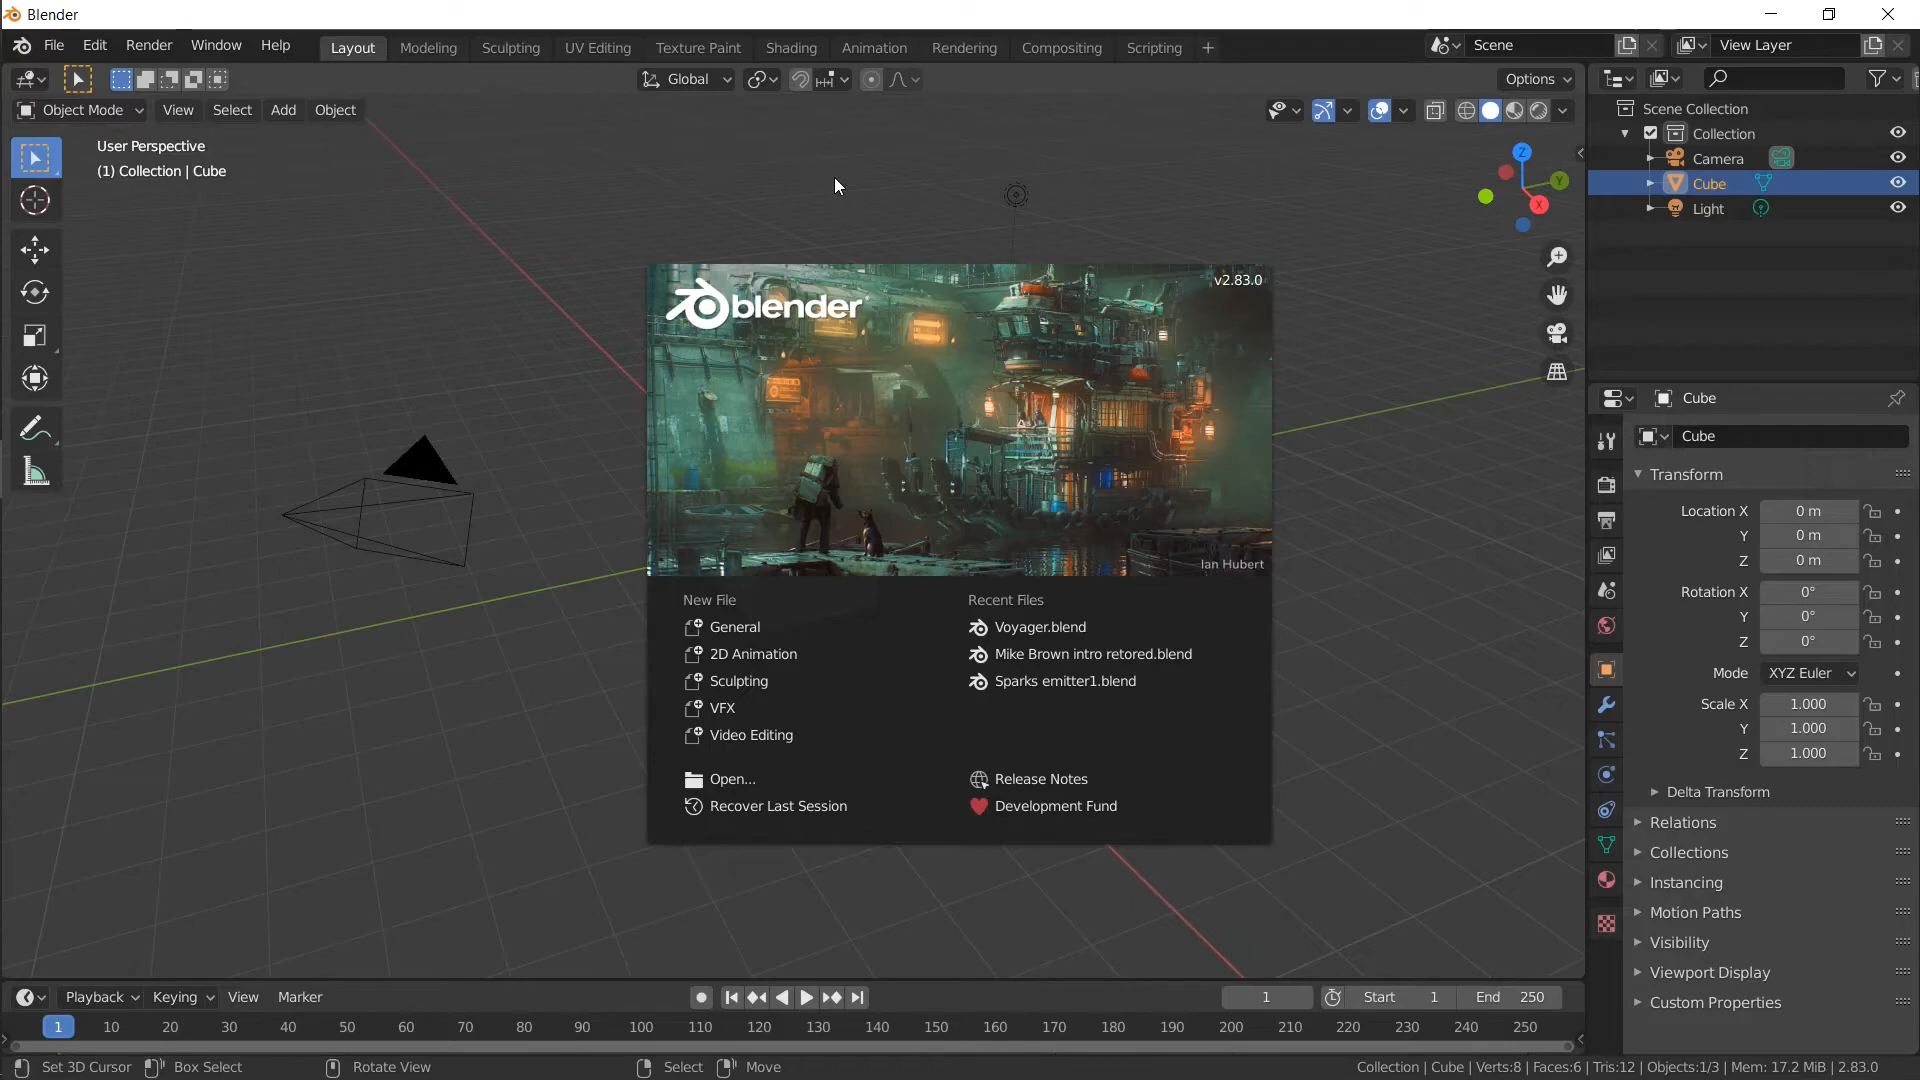 Blender
File Edit Render Window Help Layout Modeling Sculpting UV Editing Texture Paint Shading Animation Rendering Compositing Scripting + Scene View Layer
Global Options
Object Mode View Select Add Object
User Perspective
(1) Collection | Cube
Z
Y
X
Scene Collection
Collection
Camera
Cube
Light
blender
v2.83.0
Ian Hubert
New File
General
2D Animation
Sculpting
VFX
Video Editing
Open...
Recover Last Session
Recent Files
Voyager.blend
Mike Brown intro retored.blend
Sparks emitter1.blend
Release Notes
Development Fund
Cube
Cube
Transform
Location X 0 m
Y 0 m
Z 0 m
Rotation X 0°
Y 0°
Z 0°
Mode XYZ Euler
Scale X 1.000
Y 1.000
Z 1.000
Delta Transform
Relations
Collections
Instancing
Motion Paths
Visibility
Viewport Display
Custom Properties
Playback Keying View Marker 1 Start 1 End 250
1 10 20 30 40 50 60 70 80 90 100 110 120 130 140 150 160 170 180 190 200 210 220 230 240 250
Set 3D Cursor Box Select Rotate View Select Move Collection | Cube | Verts:8 | Faces:6 | Tris:12 | Objects:1/3 | Mem: 17.2 MiB | 2.83.0